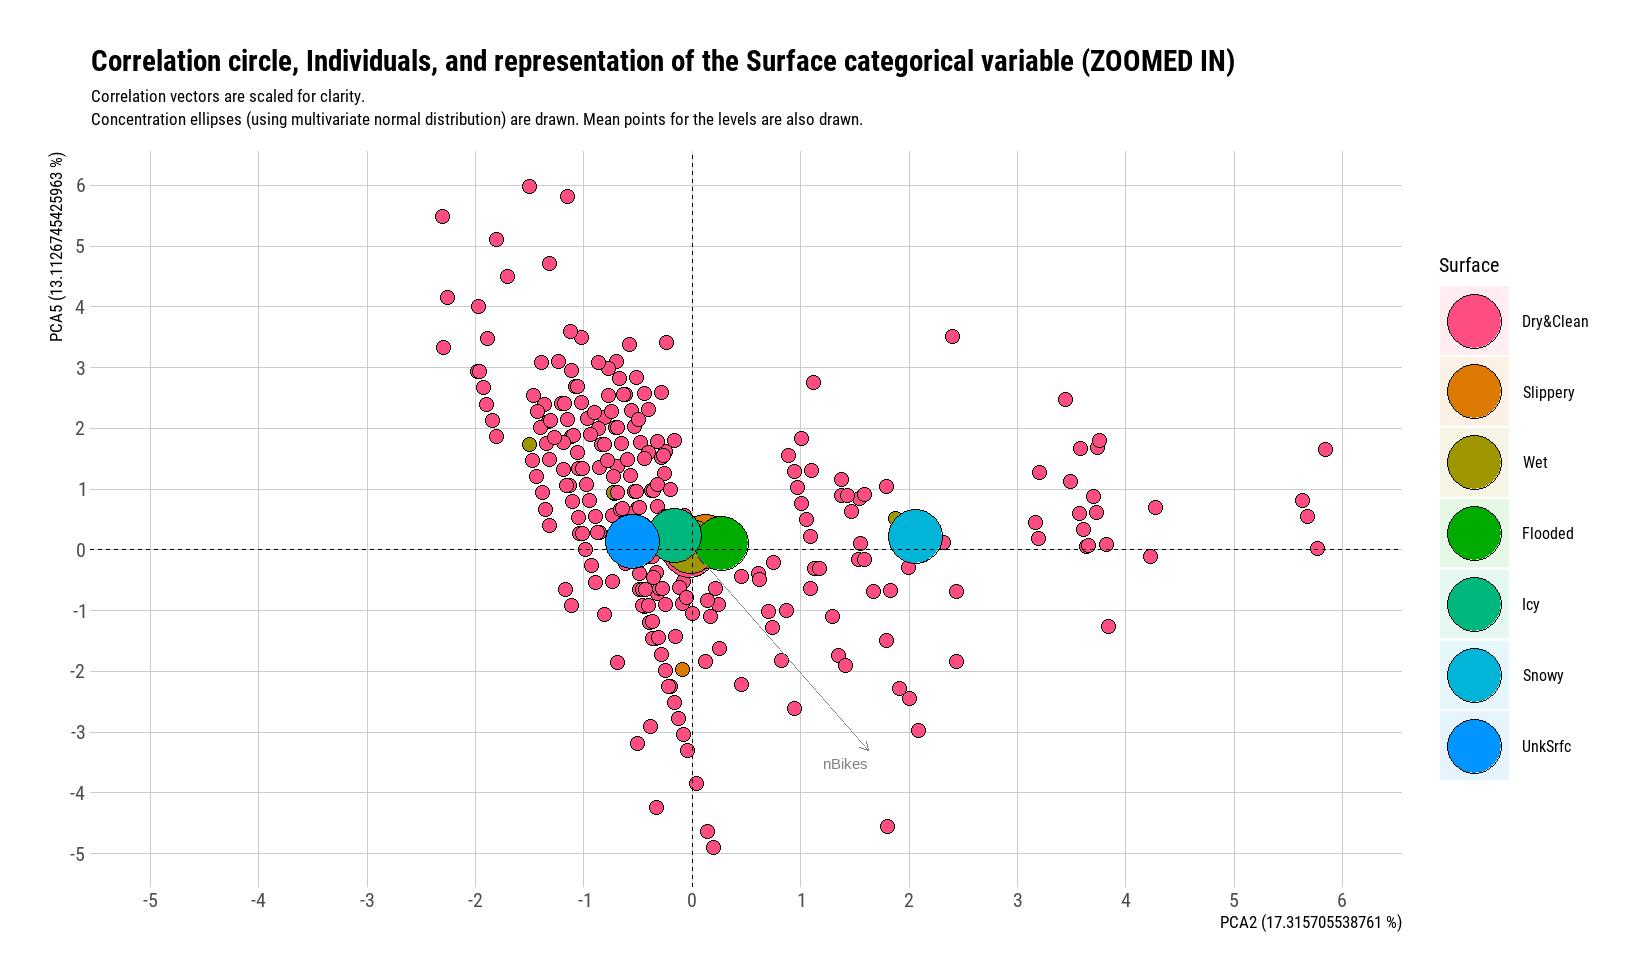 Correlation circle, Individuals, and representation of the Surface categorical variable (ZOOMED IN)
Correlation vectors are scaled for clarity.
Concentration ellipses (using multivariate normal distribution) are drawn. Mean points for the levels are also drawn.
PCA5 (13.1126745425963 %)
6
5
4
3
2
1
0
-1
-2
-3
-4
-5
nBikes
-5 -4 -3 -2 -1 0 1 2 3 4 5 6
PCA2 (17.315705538761 %)
Surface
Dry&Clean
Slippery
Wet
Flooded
Icy
Snowy
UnkSrfc